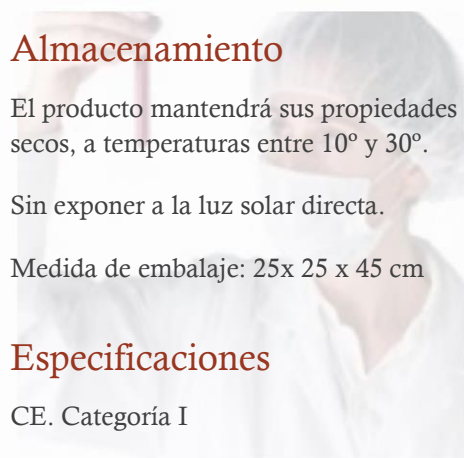 Almacenamiento
El producto mantendrá sus propiedades
secos, a temperaturas entre 10º y 30º.
Sin exponer a la luz solar directa.
Medida de embalaje: 25x 25 x 45 cm
Especificaciones
CE. Categoría I